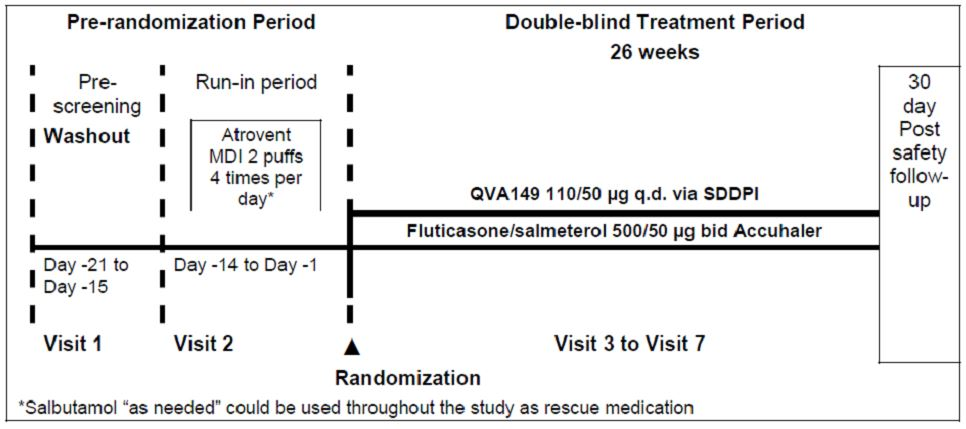 Pre-randomization Period
Double-blind Treatment Period
26 weeks
Pre-
screening
Washout
Run-in period
Atrovent
MDI 2 puffs
4 times per
day*
QVA149 110/50 µg q.d. via SDDPI
Fluticasone/salmeterol 500/50 µg bid Accuhaler
30
day
Post
safety
follow-
up
Day -21 to
Day -15
Day -14 to Day -1
Visit 1
Visit 2
Visit 3 to Visit 7
Randomization
*Salbutamol “as needed” could be used throughout the study as rescue medication